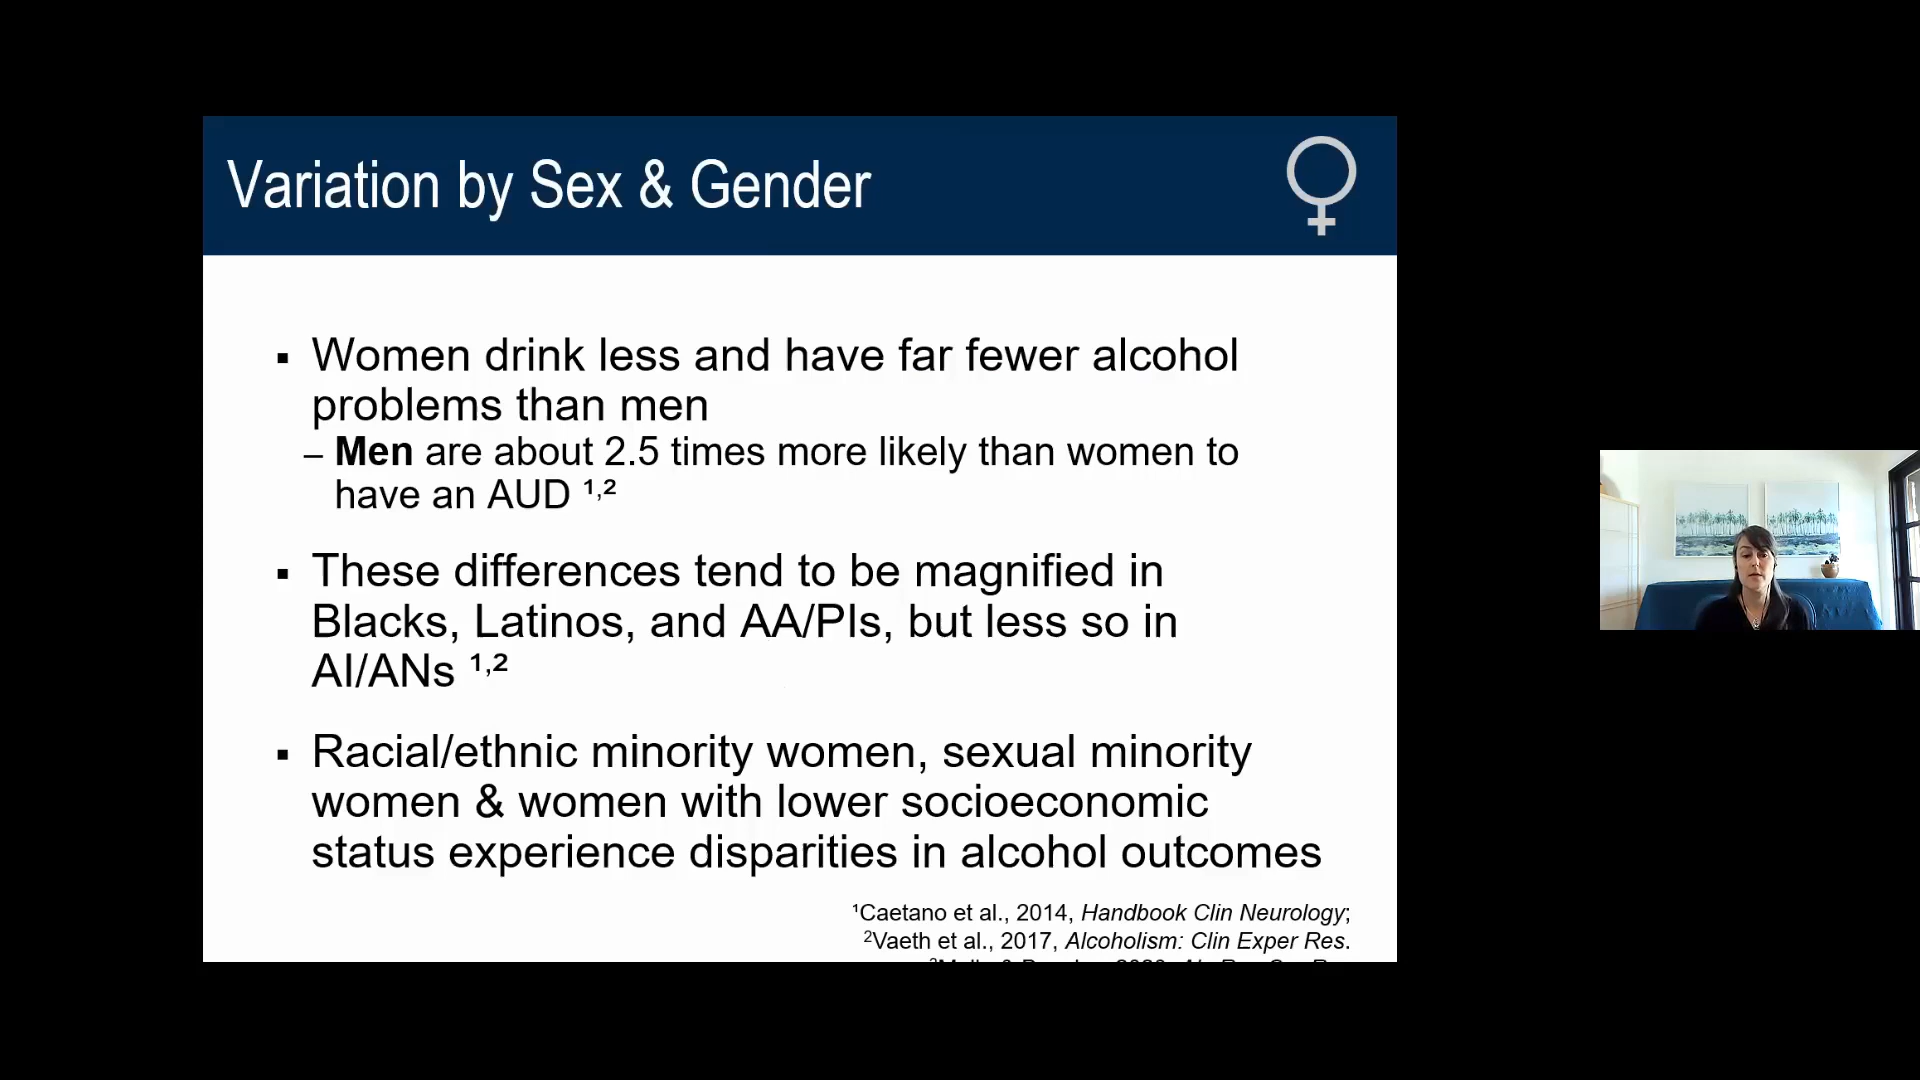 Variation by Sex & Gender
▪ Women drink less and have far fewer alcohol
problems than men
– Men are about 2.5 times more likely than women to
have an AUD ¹,²
▪ These differences tend to be magnified in
Blacks, Latinos, and AA/PIs, but less so in
AI/ANs ¹,²
▪ Racial/ethnic minority women, sexual minority
women & women with lower socioeconomic
status experience disparities in alcohol outcomes
¹Caetano et al., 2014, Handbook Clin Neurology;
²Vaeth et al., 2017, Alcoholism: Clin Exper Res.